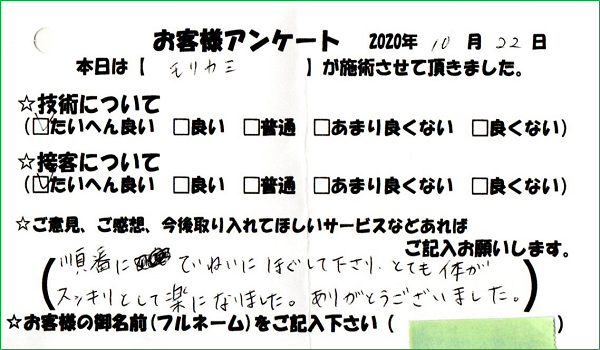 お客様アンケート 2020年 10月 22日
本日は【 モリカミ 】が施術させて頂きました。
☆技術について
(☑たいへん良い □良い □普通 □あまり良くない □良くない)
☆接客について
(☑たいへん良い □良い □普通 □あまり良くない □良くない)
☆ご意見、ご感想、今後取り入れてほしいサービスなどあれば
ご記入お願いします。
(順番に ていねいにほぐして下さり、とても体が
スッキリとして楽になりました。ありがとうございました。)
☆お客様の御名前(フルネーム)をご記入下さい ( )